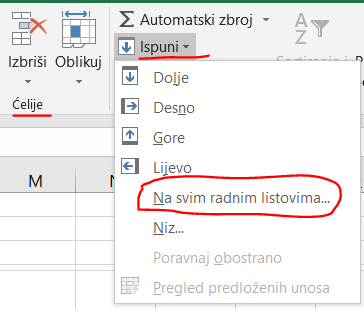 Izbriši
Oblikuj
Ćelije
Automatski zbroj
Ispuni
Dolje
Desno
Gore
Lijevo
Na svim radnim listovima...
Niz...
Poravnaj obostrano
Pregled predloženih unosa
A
Z
M